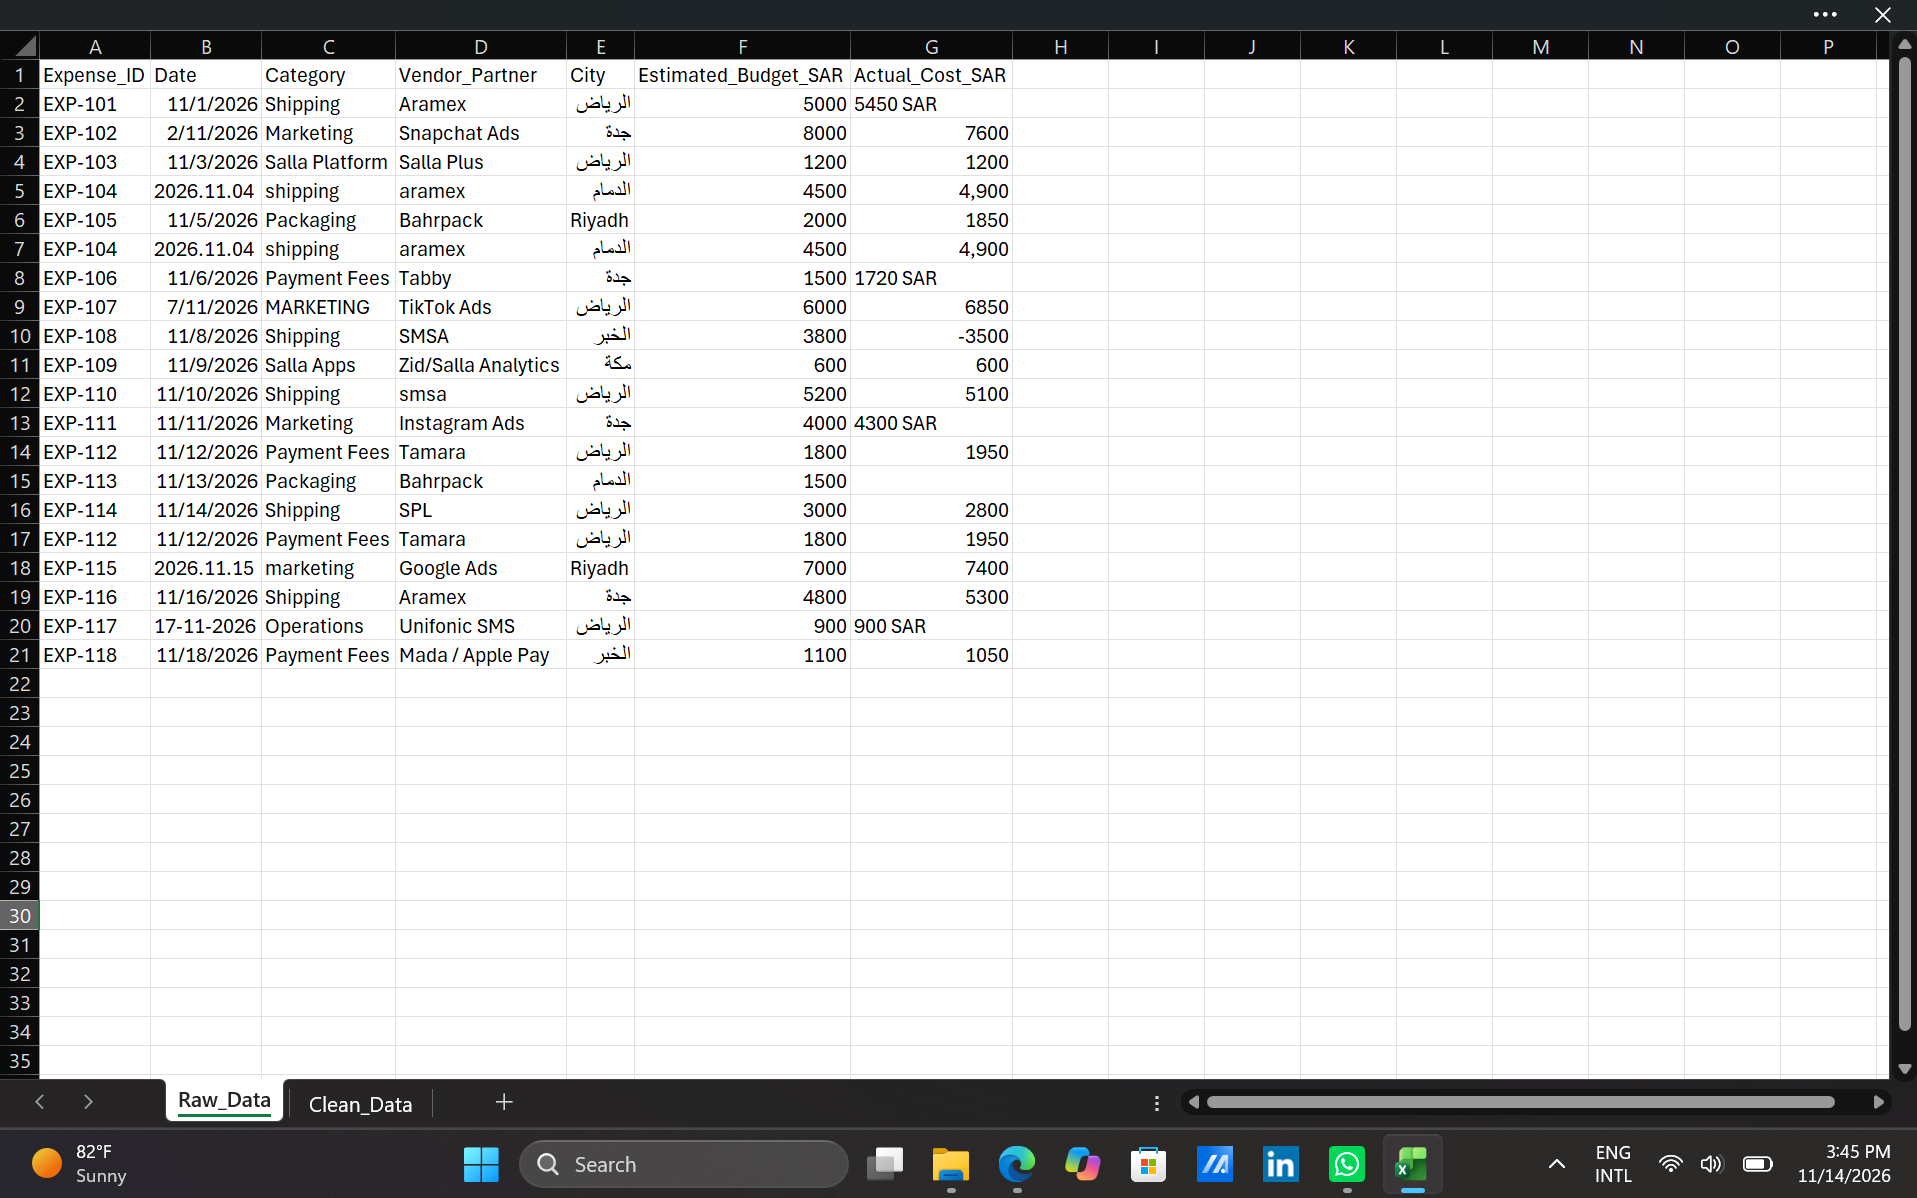 A B C D E F G H I J K L M N O P
1 Expense_ID Date Category Vendor_Partner City Estimated_Budget_SAR Actual_Cost_SAR
2 EXP-101 11/1/2026 Shipping Aramex الرياض 5000 5450 SAR
3 EXP-102 2/11/2026 Marketing Snapchat Ads جدة 8000 7600
4 EXP-103 11/3/2026 Salla Platform Salla Plus الرياض 1200 1200
5 EXP-104 2026.11.04 shipping aramex الدمام 4500 4,900
6 EXP-105 11/5/2026 Packaging Bahrpack Riyadh 2000 1850
7 EXP-104 2026.11.04 shipping aramex الدمام 4500 4,900
8 EXP-106 11/6/2026 Payment Fees Tabby جدة 1500 1720 SAR
9 EXP-107 7/11/2026 MARKETING TikTok Ads الرياض 6000 6850
10 EXP-108 11/8/2026 Shipping SMSA الخبر 3800 -3500
11 EXP-109 11/9/2026 Salla Apps Zid/Salla Analytics مكة 600 600
12 EXP-110 11/10/2026 Shipping smsa الرياض 5200 5100
13 EXP-111 11/11/2026 Marketing Instagram Ads جدة 4000 4300 SAR
14 EXP-112 11/12/2026 Payment Fees Tamara الرياض 1800 1950
15 EXP-113 11/13/2026 Packaging Bahrpack الدمام 1500
16 EXP-114 11/14/2026 Shipping SPL الرياض 3000 2800
17 EXP-112 11/12/2026 Payment Fees Tamara الرياض 1800 1950
18 EXP-115 2026.11.15 marketing Google Ads Riyadh 7000 7400
19 EXP-116 11/16/2026 Shipping Aramex جدة 4800 5300
20 EXP-117 17-11-2026 Operations Unifonic SMS الرياض 900 900 SAR
21 EXP-118 11/18/2026 Payment Fees Mada / Apple Pay الخبر 1100 1050
22
23
24
25
26
27
28
29
30
31
32
33
34
35
Raw_Data Clean_Data
82°F
Sunny
Search
in
ENG
INTL
3:45 PM
11/14/2026